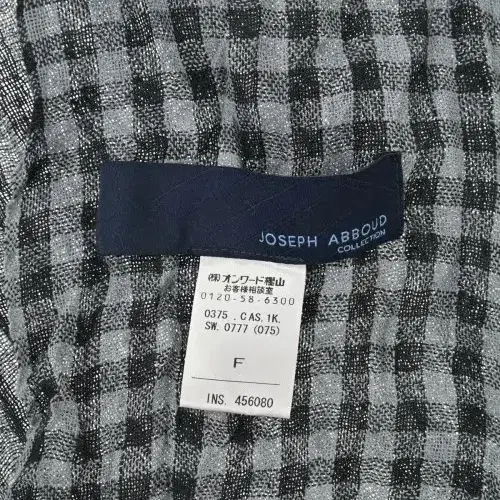 JOSEPH ABBOUD
COLLECTION
(株)オンワード樫山
お客様相談室
0120-58-6300
0375.CAS.1K.
SW.0777 (075)
F
INS. 456080